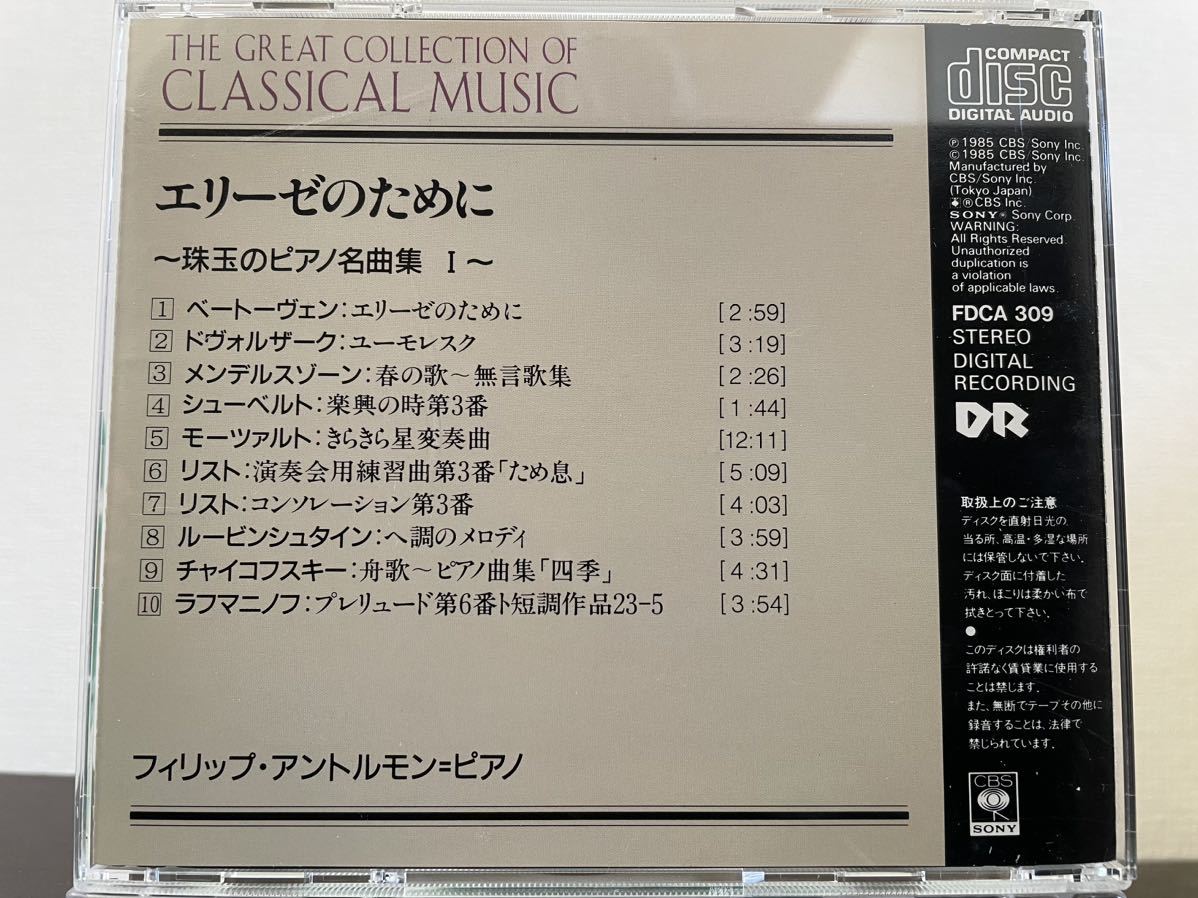 THE GREAT COLLECTION OF
CLASSICAL MUSIC
エリーゼのために
～珠玉のピアノ名曲集 I～
1 ベートーヴェン:エリーゼのために [2:59]
2 ドヴォルザーク:ユーモレスク [3:19]
3 メンデルスゾーン:春の歌～無言歌集 [2:26]
4 シューベルト:楽興の時第3番 [1:44]
5 モーツァルト:きらきら星変奏曲 [12:11]
6 リスト:演奏会用練習曲第3番「ため息」 [5:09]
7 リスト:コンソレーション第3番 [4:03]
8 ルービンシュタイン:ヘ調のメロディ [3:59]
9 チャイコフスキー:舟歌～ピアノ曲集「四季」 [4:31]
10 ラフマニノフ:プレリュード第6番ト短調作品23-5 [3:54]
フィリップ・アントルモン=ピアノ
COMPACT
disc
DIGITAL AUDIO
℗ 1985 CBS/Sony Inc.
© 1985 CBS/Sony Inc.
Manufactured by
CBS/Sony Inc.
(Tokyo Japan)
® CBS Inc.
SONY® Sony Corp.
WARNING:
All Rights Reserved.
Unauthorized
duplication is
a violation
of applicable laws.
FDCA 309
STEREO
DIGITAL
RECORDING
DR
取扱上のご注意
ディスクを直射日光の
当る所、高温・多湿な場所
には保管しないで下さい。
ディスク面に付着した
汚れ、ほこりは柔かい布で
拭きとって下さい。
●
このディスクは権利者の
許諾なく賃貸業に使用する
ことは禁じます。
また、無断でテープその他に
録音することは、法律で
禁じられています。
CBS
SONY